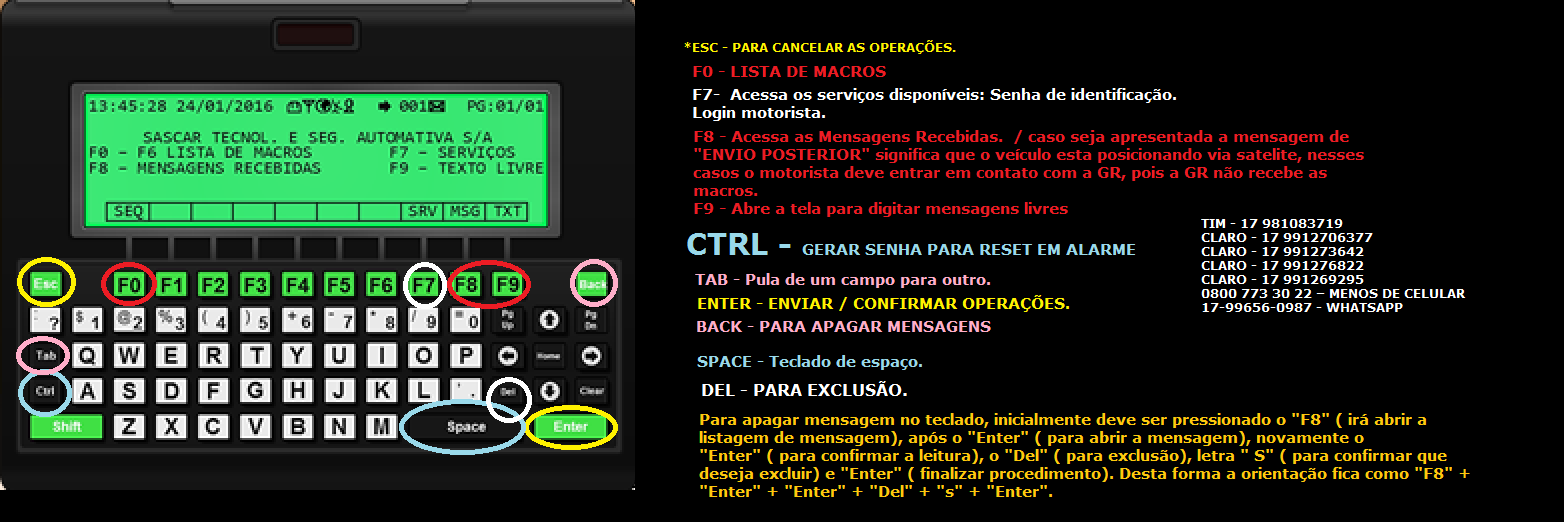 13:45:28 24/01/2016 001 PG:01/01
SASCAR TECNOL. E SEG. AUTOMATIVA S/A
F0 - F6 LISTA DE MACROS F7 - SERVIÇOS
F8 - MENSAGENS RECEBIDAS F9 - TEXTO LIVRE
SEQ SRV MSG TXT
Esc F0 F1 F2 F3 F4 F5 F6 F7 F8 F9 Back
? $ 1 @ 2 % 3 ( 4 ) 5 + 6 - 7 * 8 / 9 = 0 Pg Up Pg Dn
Tab Q W E R T Y U I O P Home
Ctrl A S D F G H J K L ' . Del Clear
Shift Z X C V B N M Space Enter
*ESC - PARA CANCELAR AS OPERAÇÕES.
F0 - LISTA DE MACROS
F7- Acessa os serviços disponíveis: Senha de identificação.
Login motorista.
F8 - Acessa as Mensagens Recebidas. / caso seja apresentada a mensagem de
"ENVIO POSTERIOR" significa que o veículo esta posicionando via satelite, nesses
casos o motorista deve entrar em contato com a GR, pois a GR não recebe as
macros.
F9 - Abre a tela para digitar mensagens livres
CTRL - GERAR SENHA PARA RESET EM ALARME
TAB - Pula de um campo para outro.
ENTER - ENVIAR / CONFIRMAR OPERAÇÕES.
BACK - PARA APAGAR MENSAGENS
TIM - 17 981083719
CLARO - 17 9912706377
CLARO - 17 991273642
CLARO - 17 991276822
CLARO - 17 991269295
0800 773 30 22 – MENOS DE CELULAR
17-99656-0987 - WHATSAPP
SPACE - Teclado de espaço.
DEL - PARA EXCLUSÃO.
Para apagar mensagem no teclado, inicialmente deve ser pressionado o "F8" ( irá abrir a
listagem de mensagem), após o "Enter" ( para abrir a mensagem), novamente o
"Enter" ( para confirmar a leitura), o "Del" ( para exclusão), letra " S" ( para confirmar que
deseja excluir) e "Enter" ( finalizar procedimento). Desta forma a orientação fica como "F8" +
"Enter" + "Enter" + "Del" + "s" + "Enter".